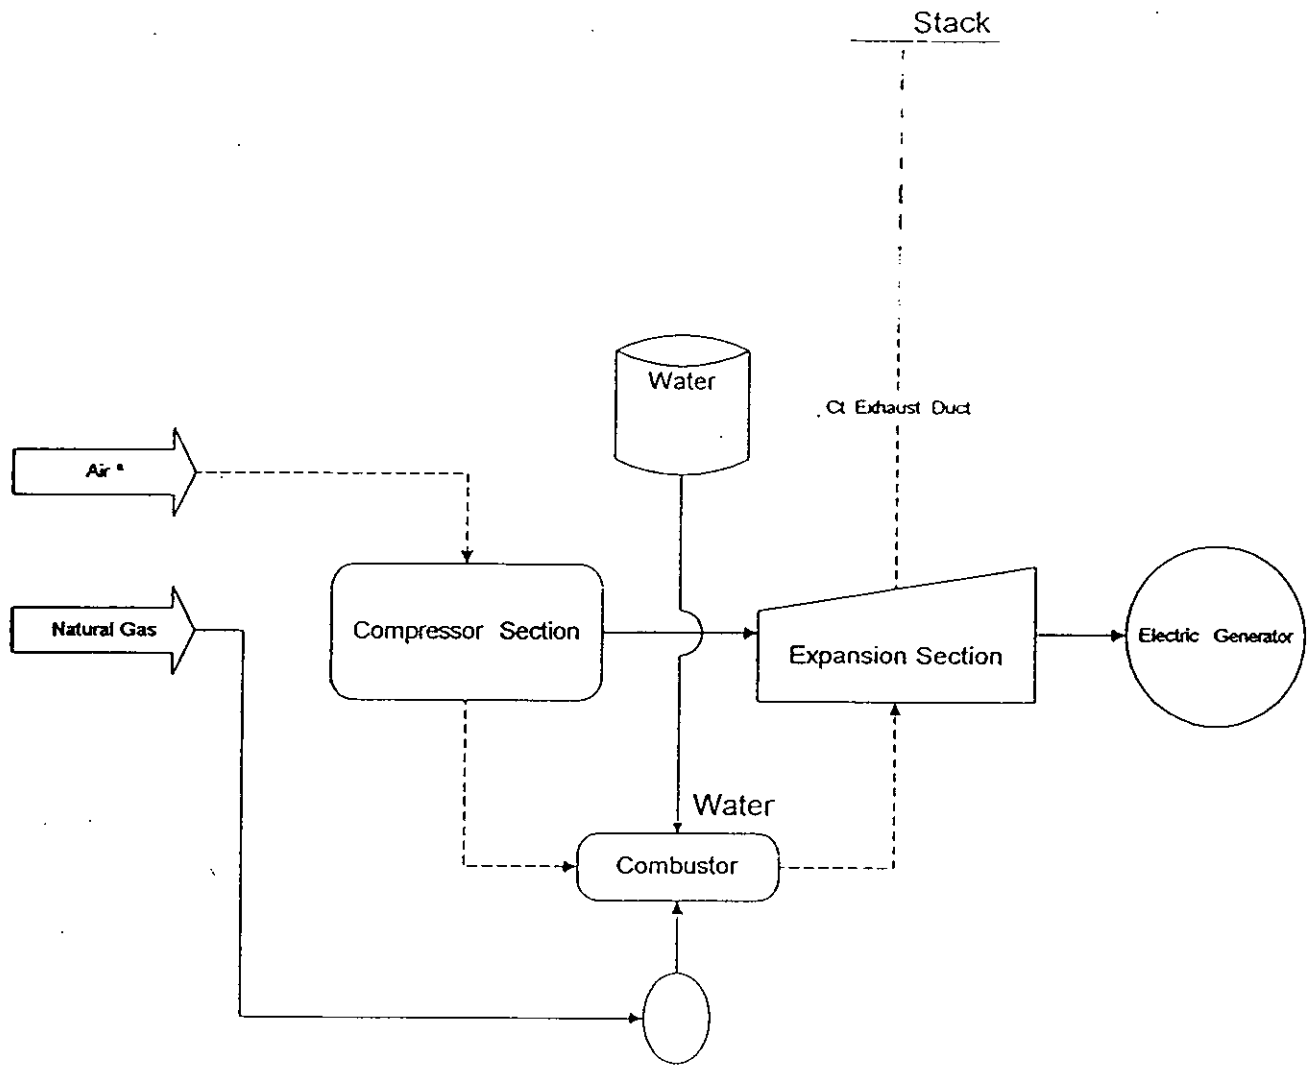 Stack
Water
Ct Exhaust Duct
Air
Natural Gas
Compressor Section
Expansion Section
Electric Generator
Water
Combustor